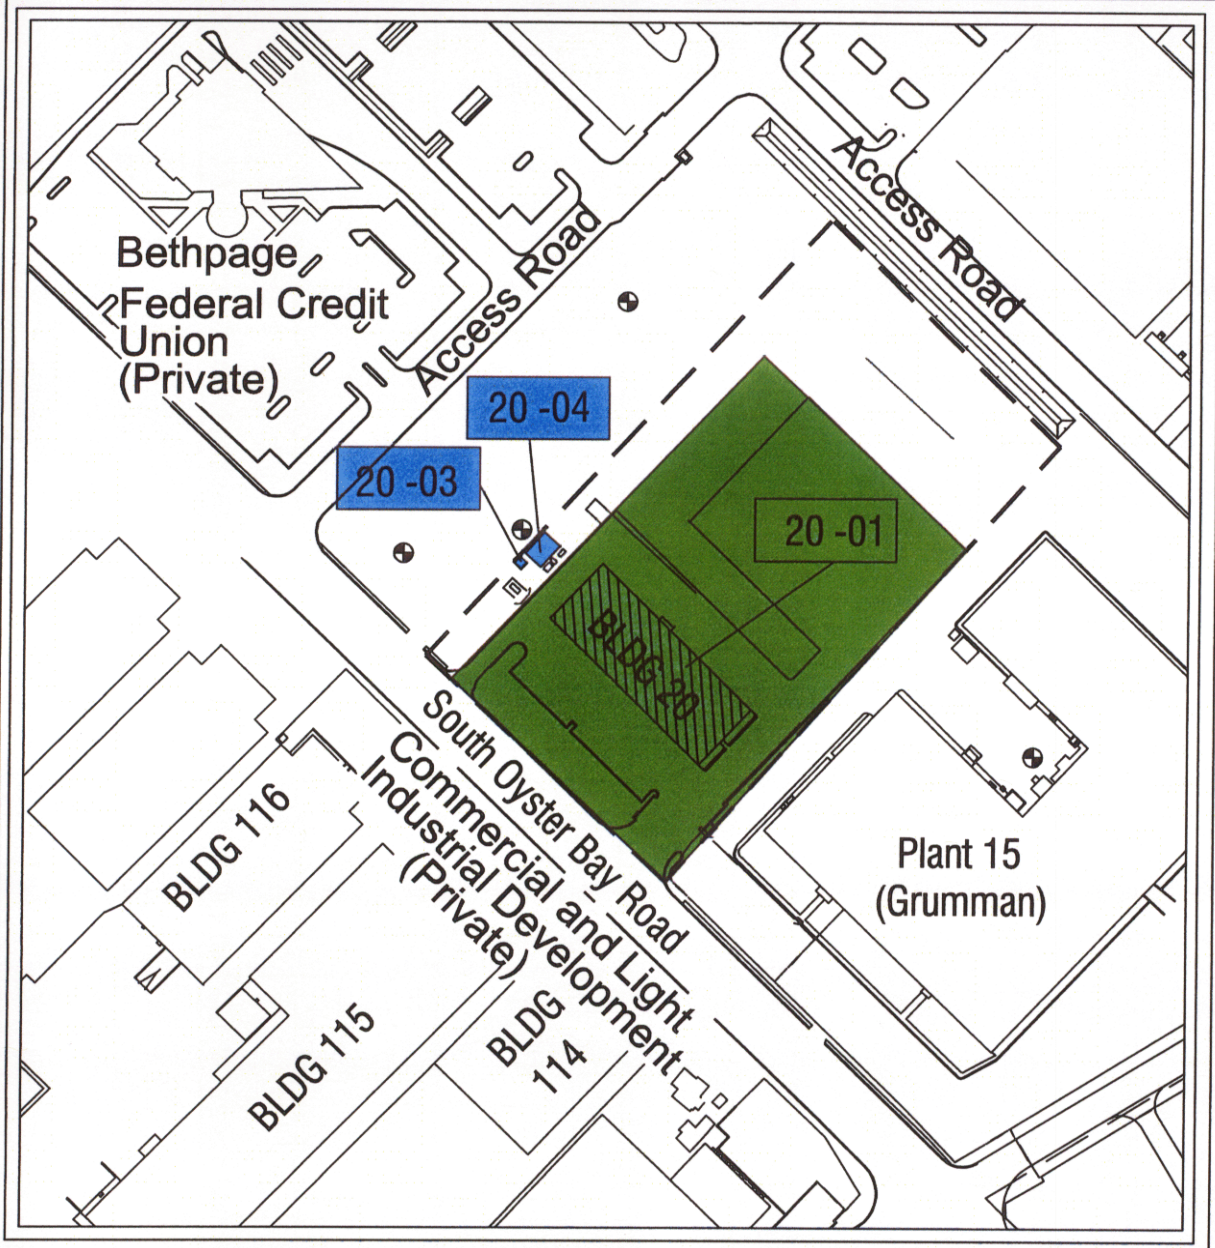 Access Road
Bethpage
Federal Credit
Union
(Private)
Access Road
20 -04
20 -03
20 -01
BLDG 20
South Oyster Bay Road
Commercial and Light
Industrial Development
(Private)
BLDG 116
Plant 15
(Grumman)
BLDG 115
BLDG
114